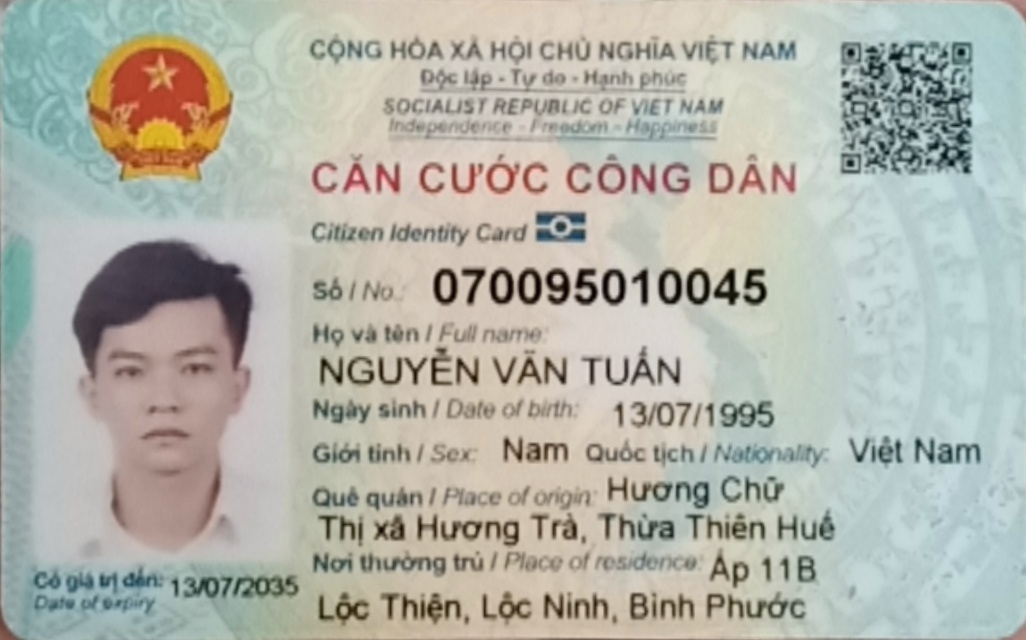 CỘNG HÒA XÃ HỘI CHỦ NGHĨA VIỆT NAM
Độc lập - Tự do - Hạnh phúc
SOCIALIST REPUBLIC OF VIET NAM
Independence - Freedom - Happiness
CĂN CƯỚC CÔNG DÂN
Citizen Identity Card
Số / No.: 070095010045
Họ và tên / Full name:
NGUYỄN VĂN TUẤN
Ngày sinh / Date of birth: 13/07/1995
Giới tính / Sex: Nam Quốc tịch / Nationality: Việt Nam
Quê quán / Place of origin: Hương Chữ
Thị xã Hương Trà, Thừa Thiên Huế
Nơi thường trú / Place of residence: Ấp 11B
Lộc Thiện, Lộc Ninh, Bình Phước
Có giá trị đến: 13/07/2035
Date of expiry